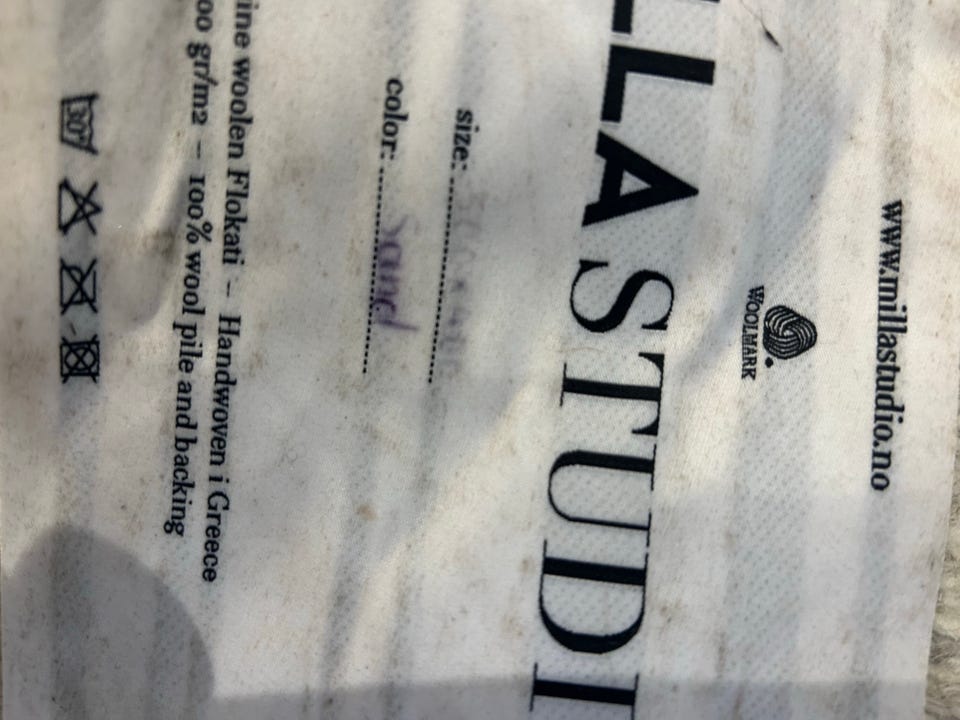 www.millastudio.no
WOOLMARK
LLA STUDI
size:
color: Sand
ine woolen Flokati – Handwoven i Greece
00 gr/m2 – 100% wool pile and backing
30°